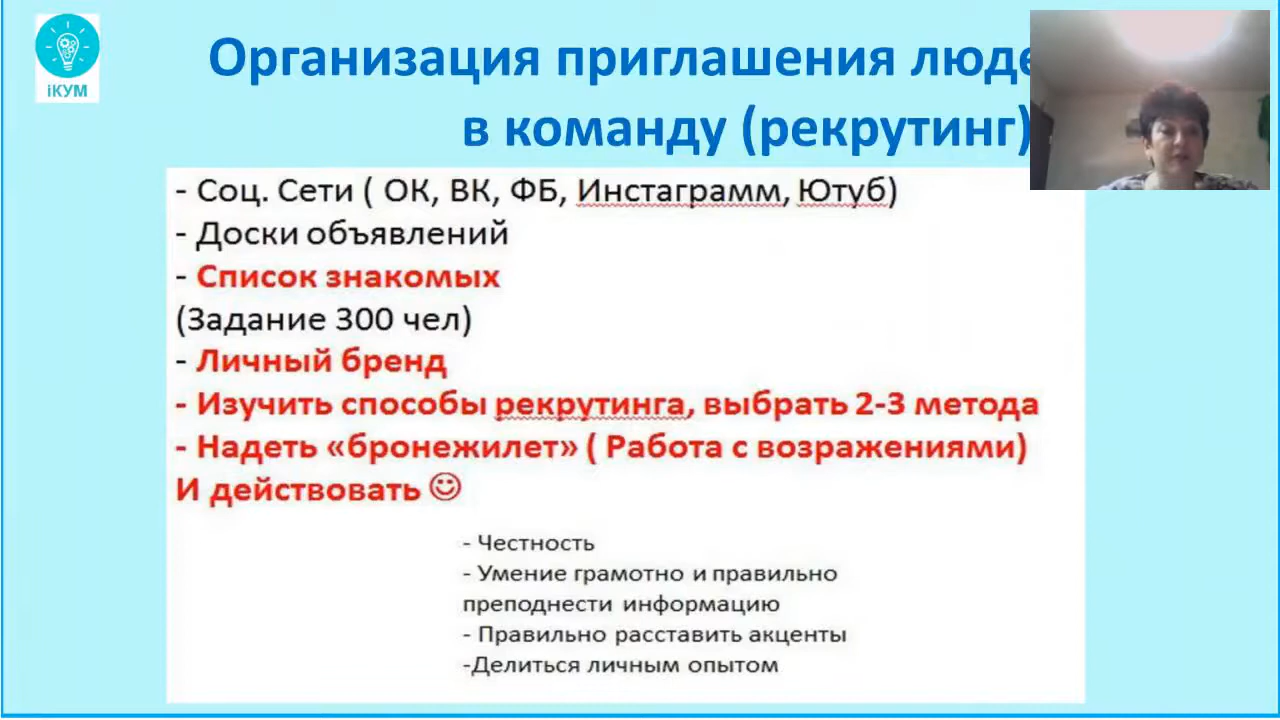 iКУМ
Организация приглашения люде
в команду (рекрутинг)
- Соц. Сети ( ОК, ВК, ФБ, Инстаграмм, Ютуб)
- Доски объявлений
- Список знакомых
(Задание 300 чел)
- Личный бренд
- Изучить способы рекрутинга, выбрать 2-3 метода
- Надеть «бронежилет» ( Работа с возражениями)
И действовать ☺
- Честность
- Умение грамотно и правильно
преподнести информацию
- Правильно расставить акценты
-Делиться личным опытом